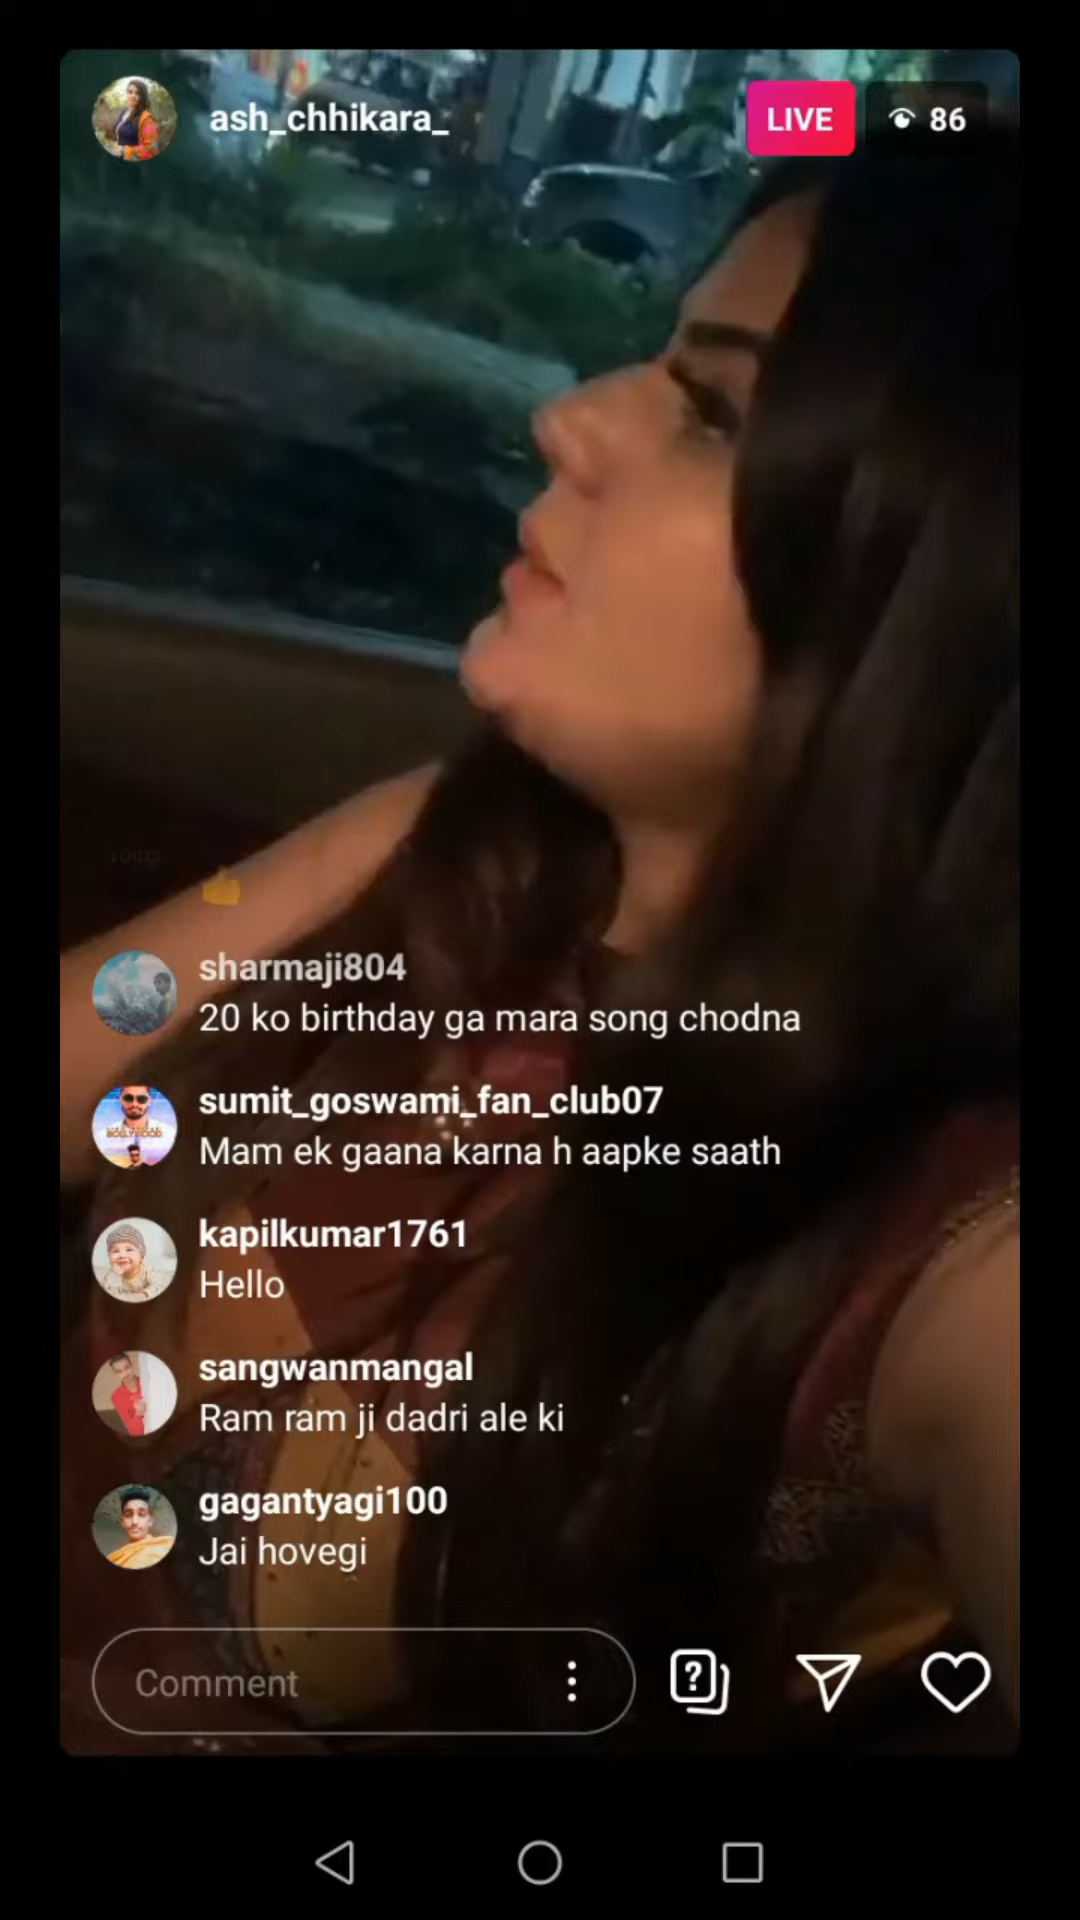 ash_chhikara_
LIVE
86
sharmaji804
20 ko birthday ga mara song chodna
sumit_goswami_fan_club07
Mam ek gaana karna h aapke saath
kapilkumar1761
Hello
sangwanmangal
Ram ram ji dadri ale ki
gagantyagi100
Jai hovegi
Comment